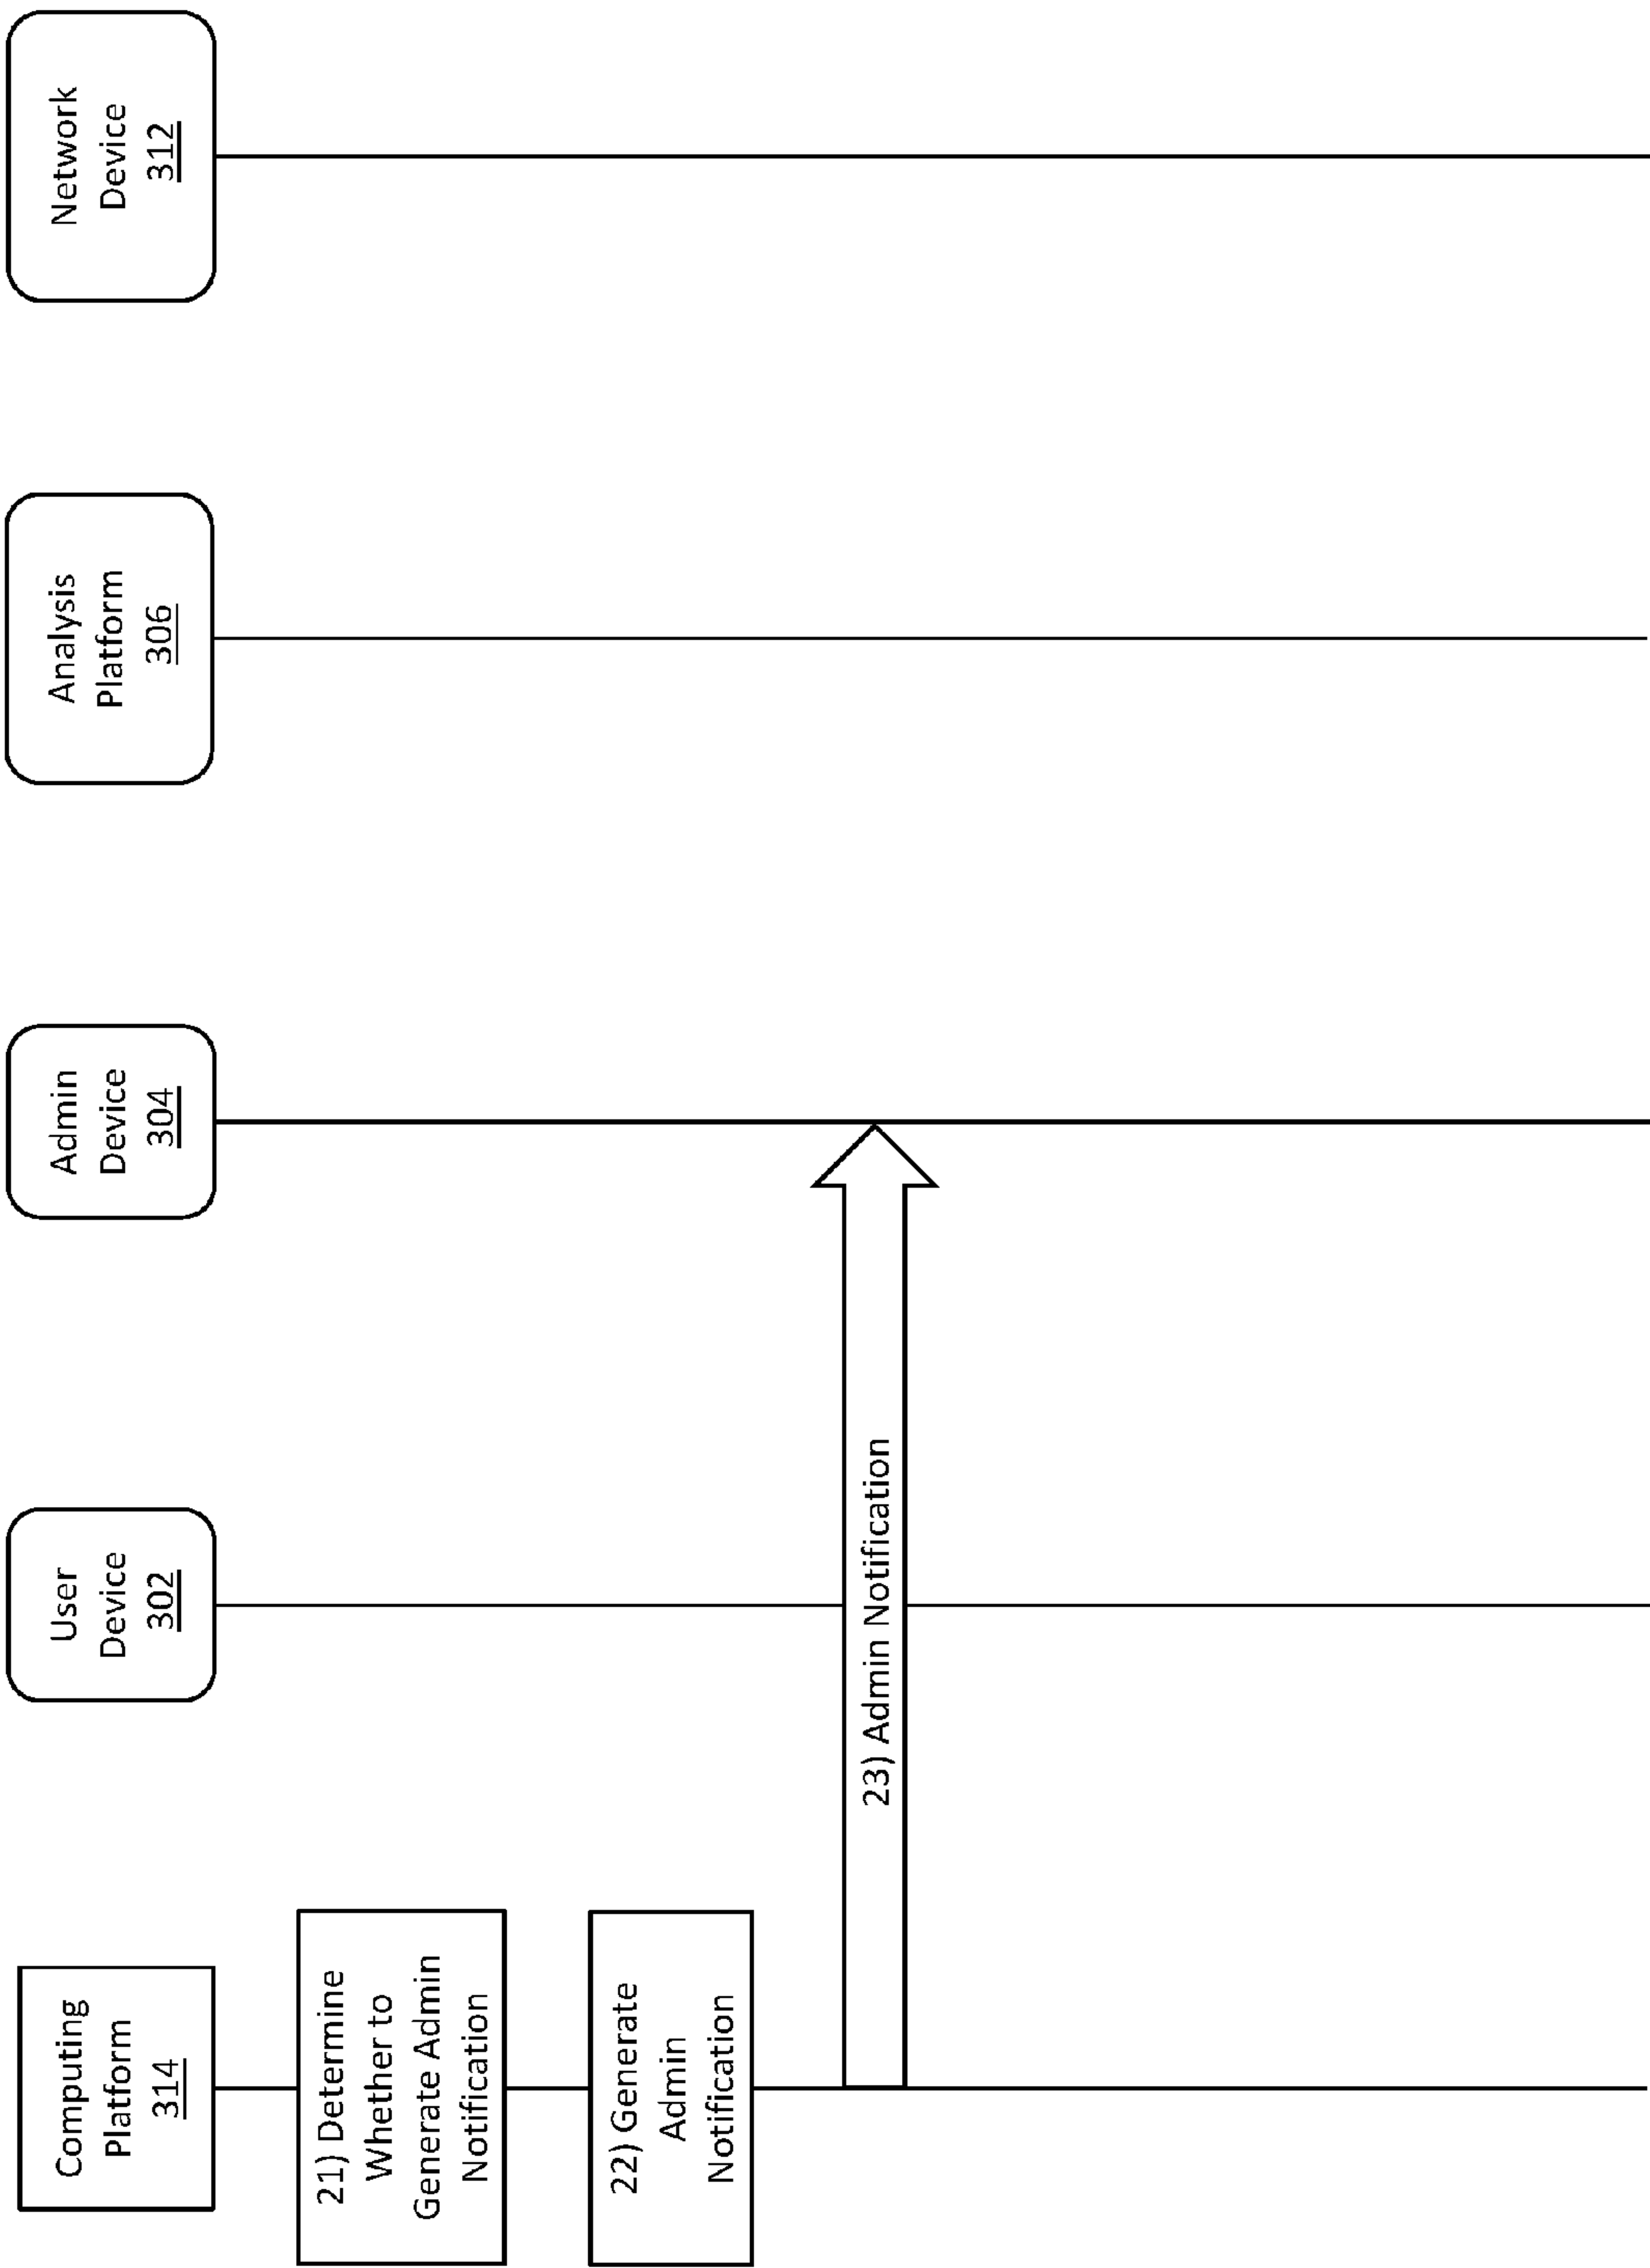 Computing
Platform
314
User
Device
302
Admin
Device
304
Analysis
Platform
306
Network
Device
312
21) Determine
Whether to
Generate Admin
Notification
22) Generate
Admin
Notification
23) Admin Notification